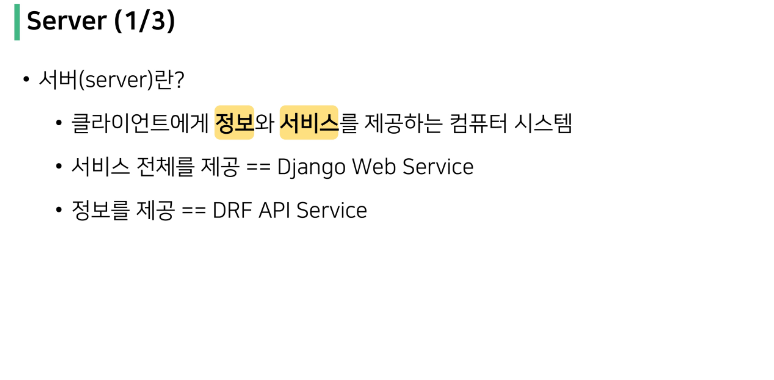 Server (1/3)
• 서버(server)란?
• 클라이언트에게 정보와 서비스를 제공하는 컴퓨터 시스템
• 서비스 전체를 제공 == Django Web Service
• 정보를 제공 == DRF API Service